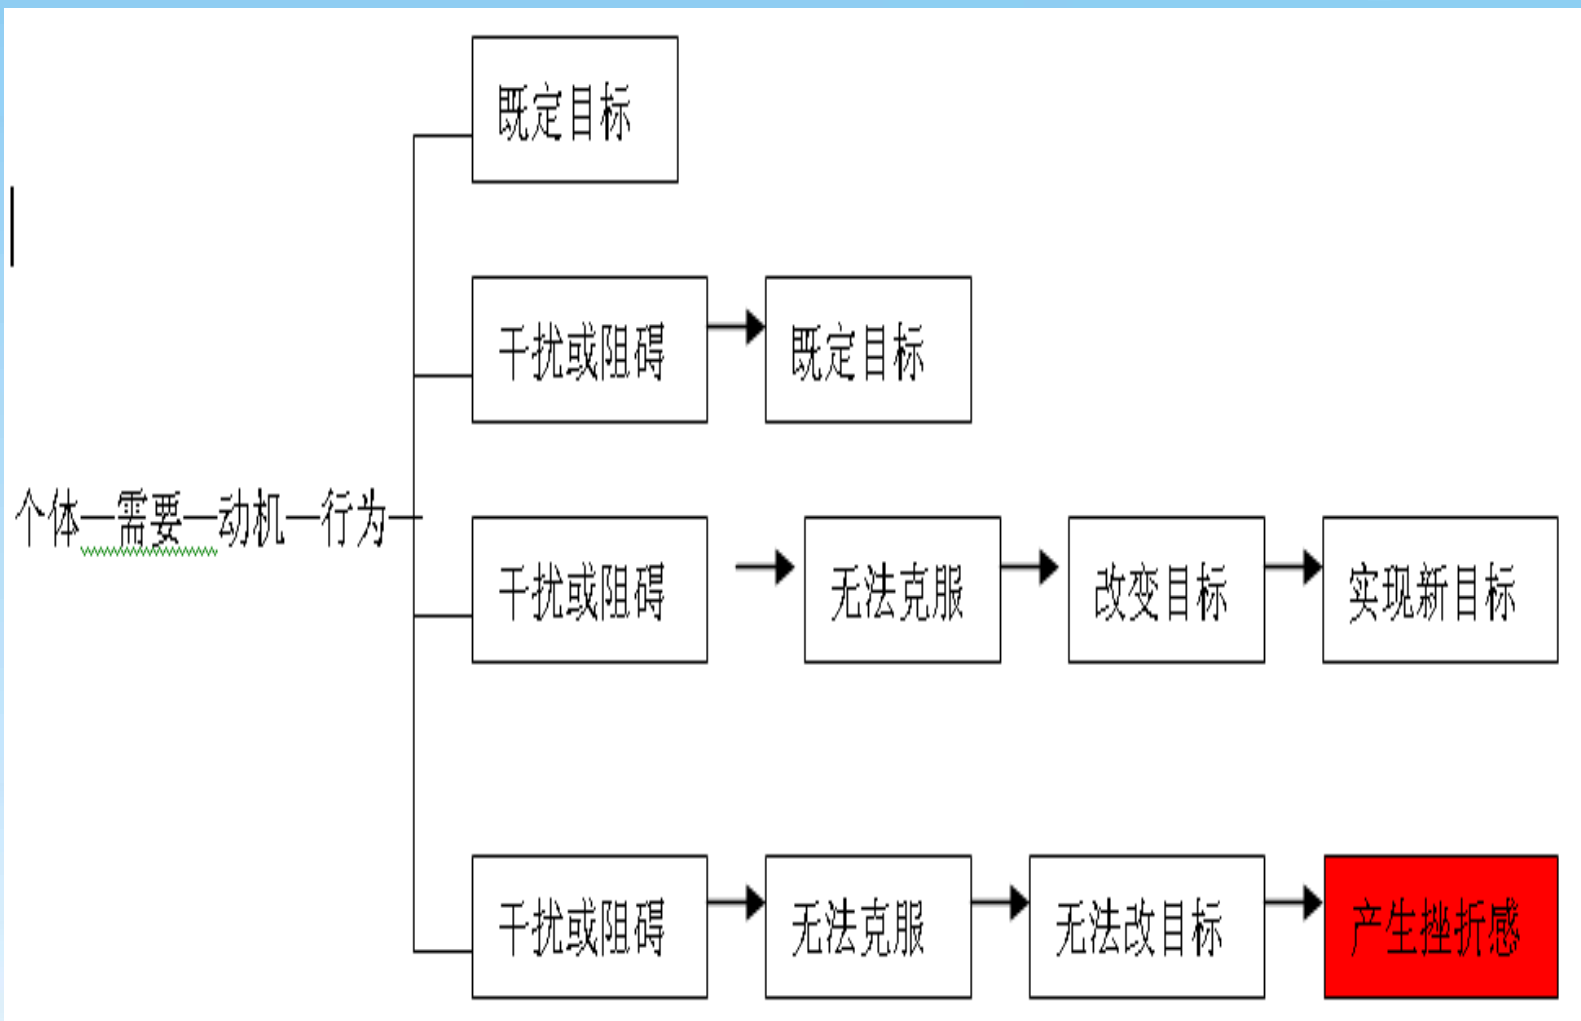 既定目标
干扰或阻碍 既定目标
个体—需要—动机—行为—
干扰或阻碍 无法克服 改变目标 实现新目标
干扰或阻碍 无法克服 无法改目标 产生挫折感